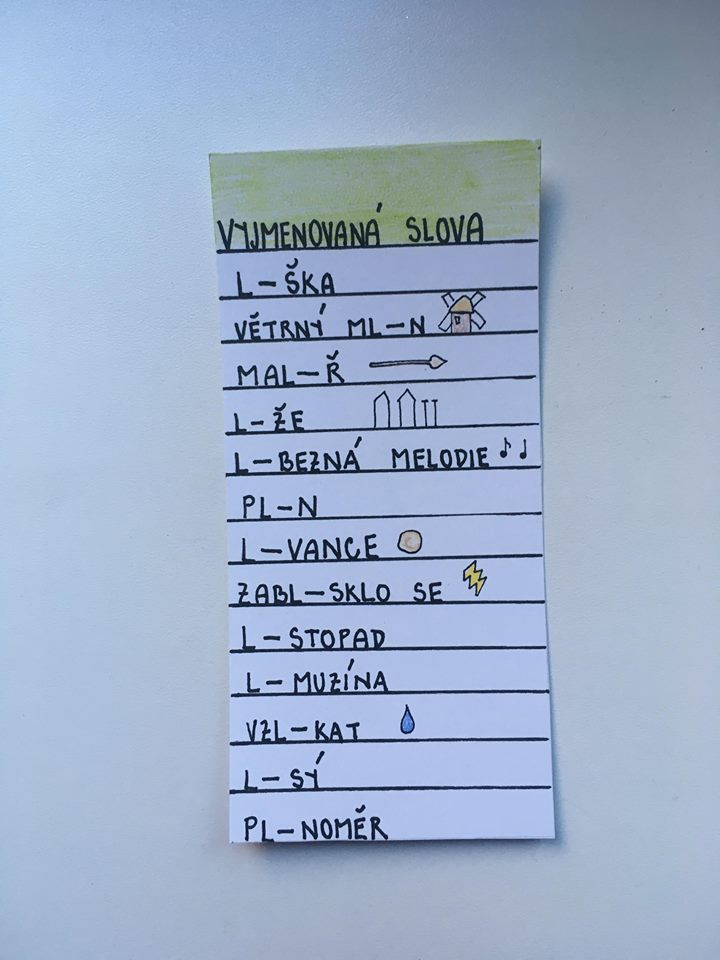 VYJMENOVANÁ SLOVA
L–ŠKA
VĚTRNÝ ML–N
MAL–Ř
L–ŽE
L–BEZNÁ MELODIE
PL–N
L–VANCE
ZABL–SKLO SE
L–STOPAD
L–MUZÍNA
VZL–KAT
L–SÝ
PL–NOMĚR